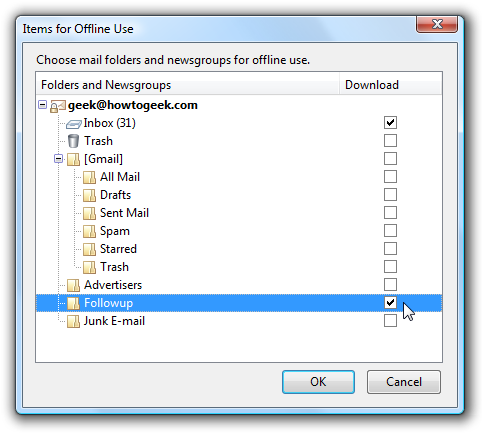 Items for Offline Use
Choose mail folders and newsgroups for offline use.
Folders and Newsgroups Download
geek@howtogeek.com
Inbox (31)
Trash
[Gmail]
All Mail
Drafts
Sent Mail
Spam
Starred
Trash
Advertisers
Followup
Junk E-mail
OK Cancel